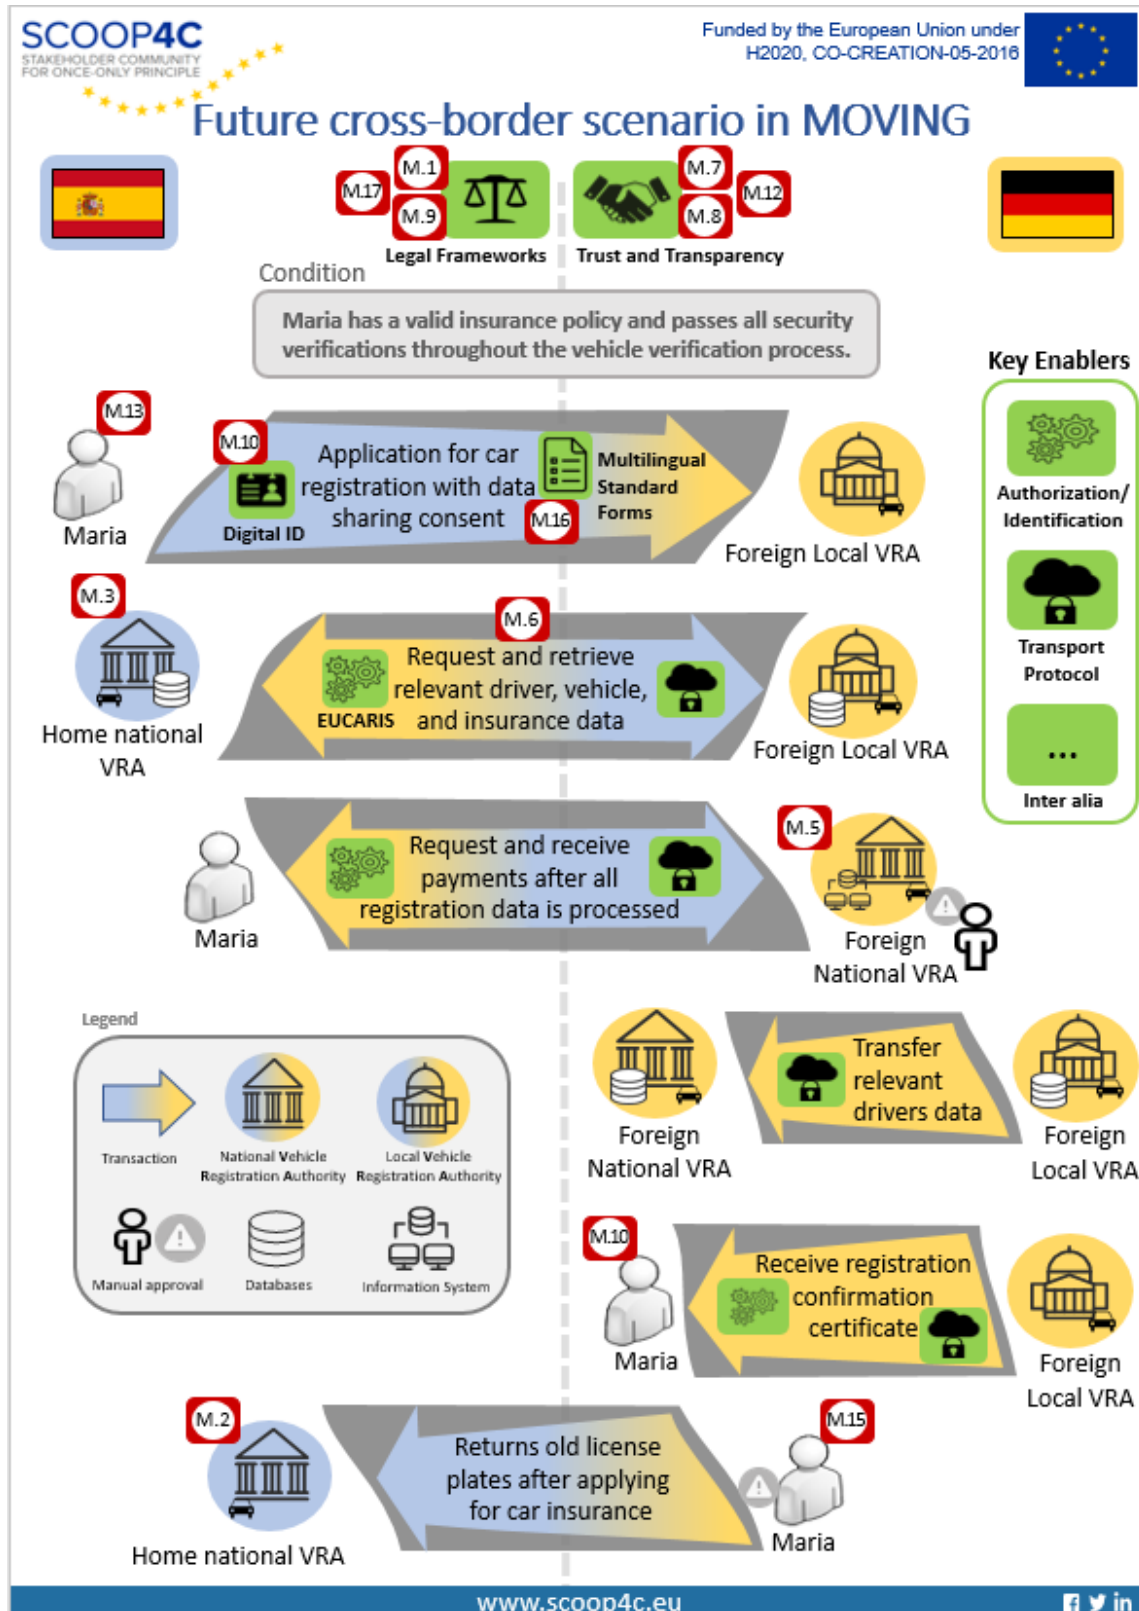 SCOOP4C
STAKEHOLDER COMMUNITY
FOR ONCE-ONLY PRINCIPLE
Funded by the European Union under
H2020, CO-CREATION-05-2016
Future cross-border scenario in MOVING
M.17
M.1
M.9
Legal Frameworks
M.7
M.8
M.12
Trust and Transparency
Condition
Maria has a valid insurance policy and passes all security
verifications throughout the vehicle verification process.
Key Enablers
Authorization/
Identification
Transport
Protocol
...
Inter alia
M.13
Maria
M.10
Digital ID
Application for car
registration with data
sharing consent
M.16
Multilingual
Standard
Forms
Foreign Local VRA
M.3
Home national
VRA
M.6
EUCARIS
Request and retrieve
relevant driver, vehicle,
and insurance data
Foreign Local VRA
Maria
Request and receive
payments after all
registration data is processed
M.5
Foreign
National VRA
Legend
Transaction
National Vehicle
Registration Authority
Local Vehicle
Registration Authority
Manual approval
Databases
Information System
Foreign
National VRA
Transfer
relevant
drivers data
Foreign
Local VRA
M.10
Maria
Receive registration
confirmation
certificate
Foreign
Local VRA
M.2
Home national VRA
Returns old license
plates after applying
for car insurance
M.15
Maria
www.scoop4c.eu